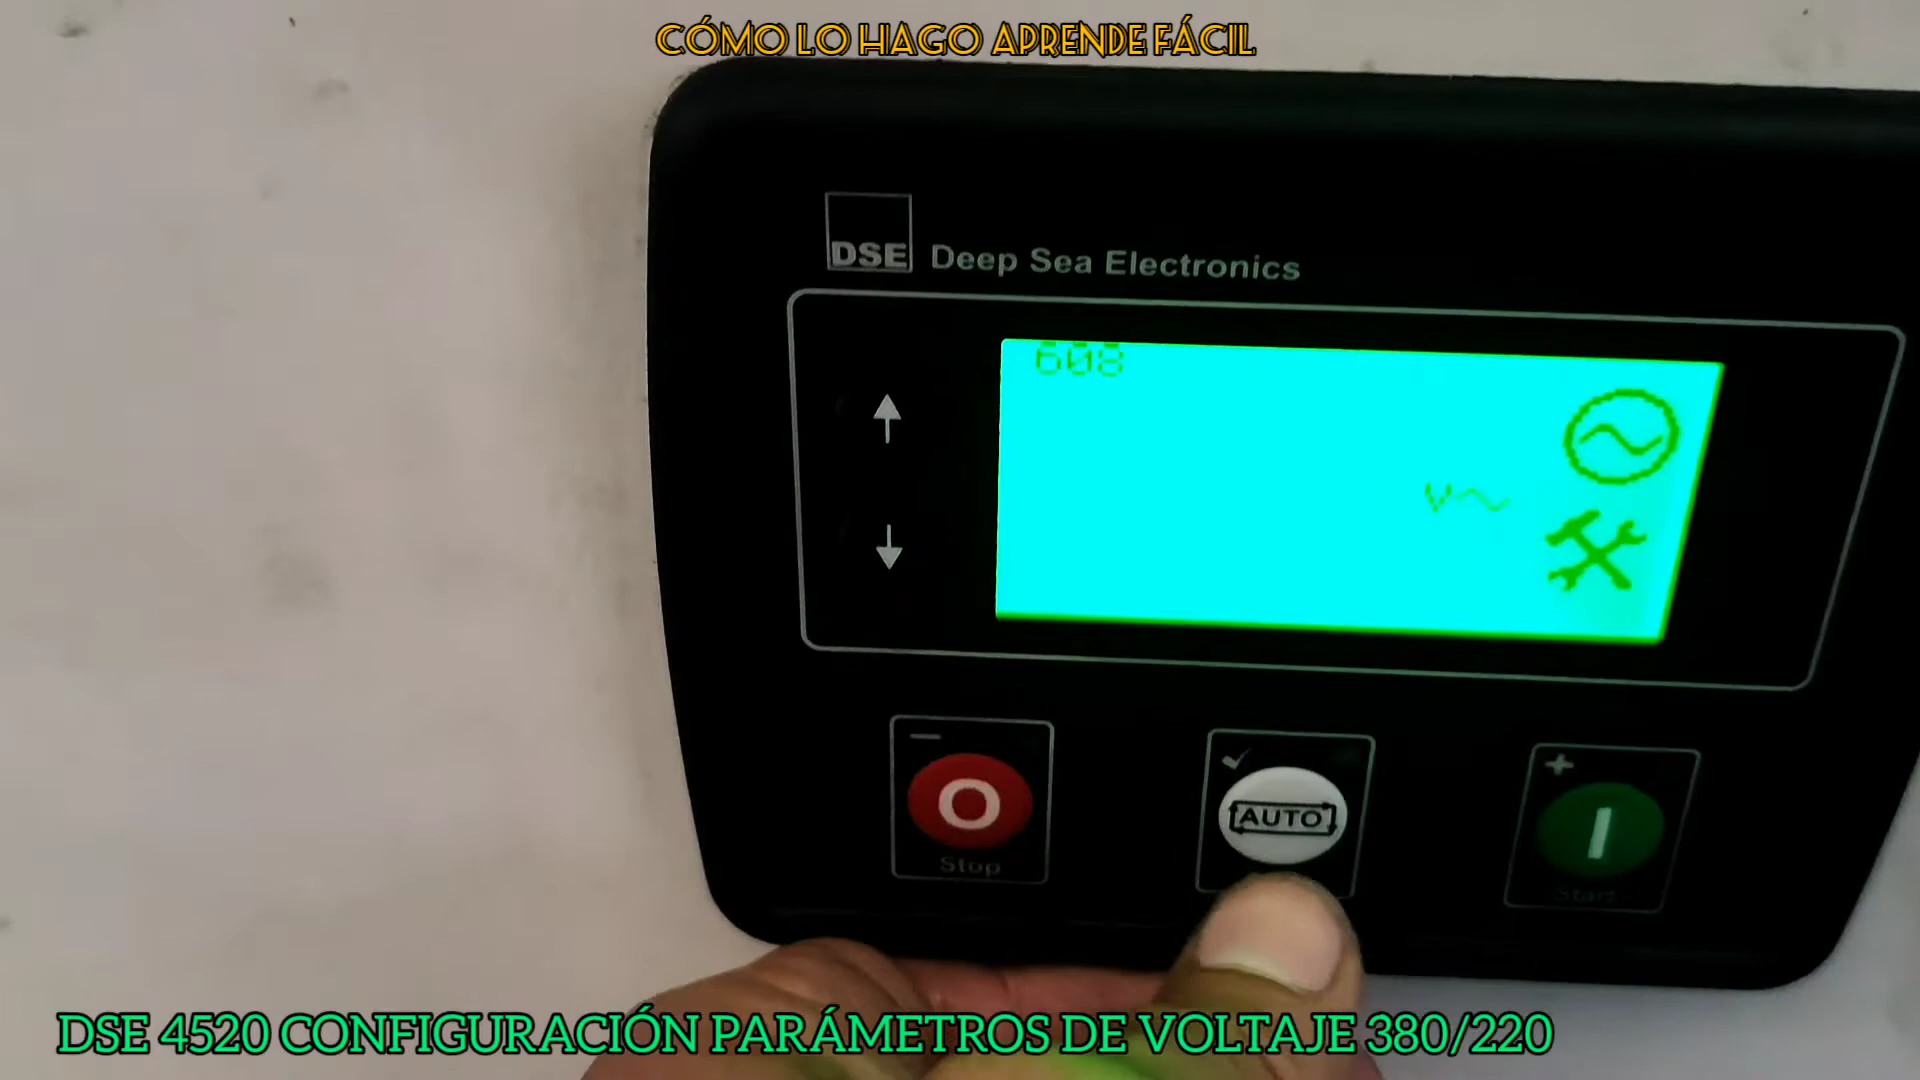 CÓMO LO HAGO APRENDE FÁCIL
DSE Deep Sea Electronics
608
V~
AUTO
Stop
Start
DSE 4520 CONFIGURACIÓN PARÁMETROS DE VOLTAJE 380/220